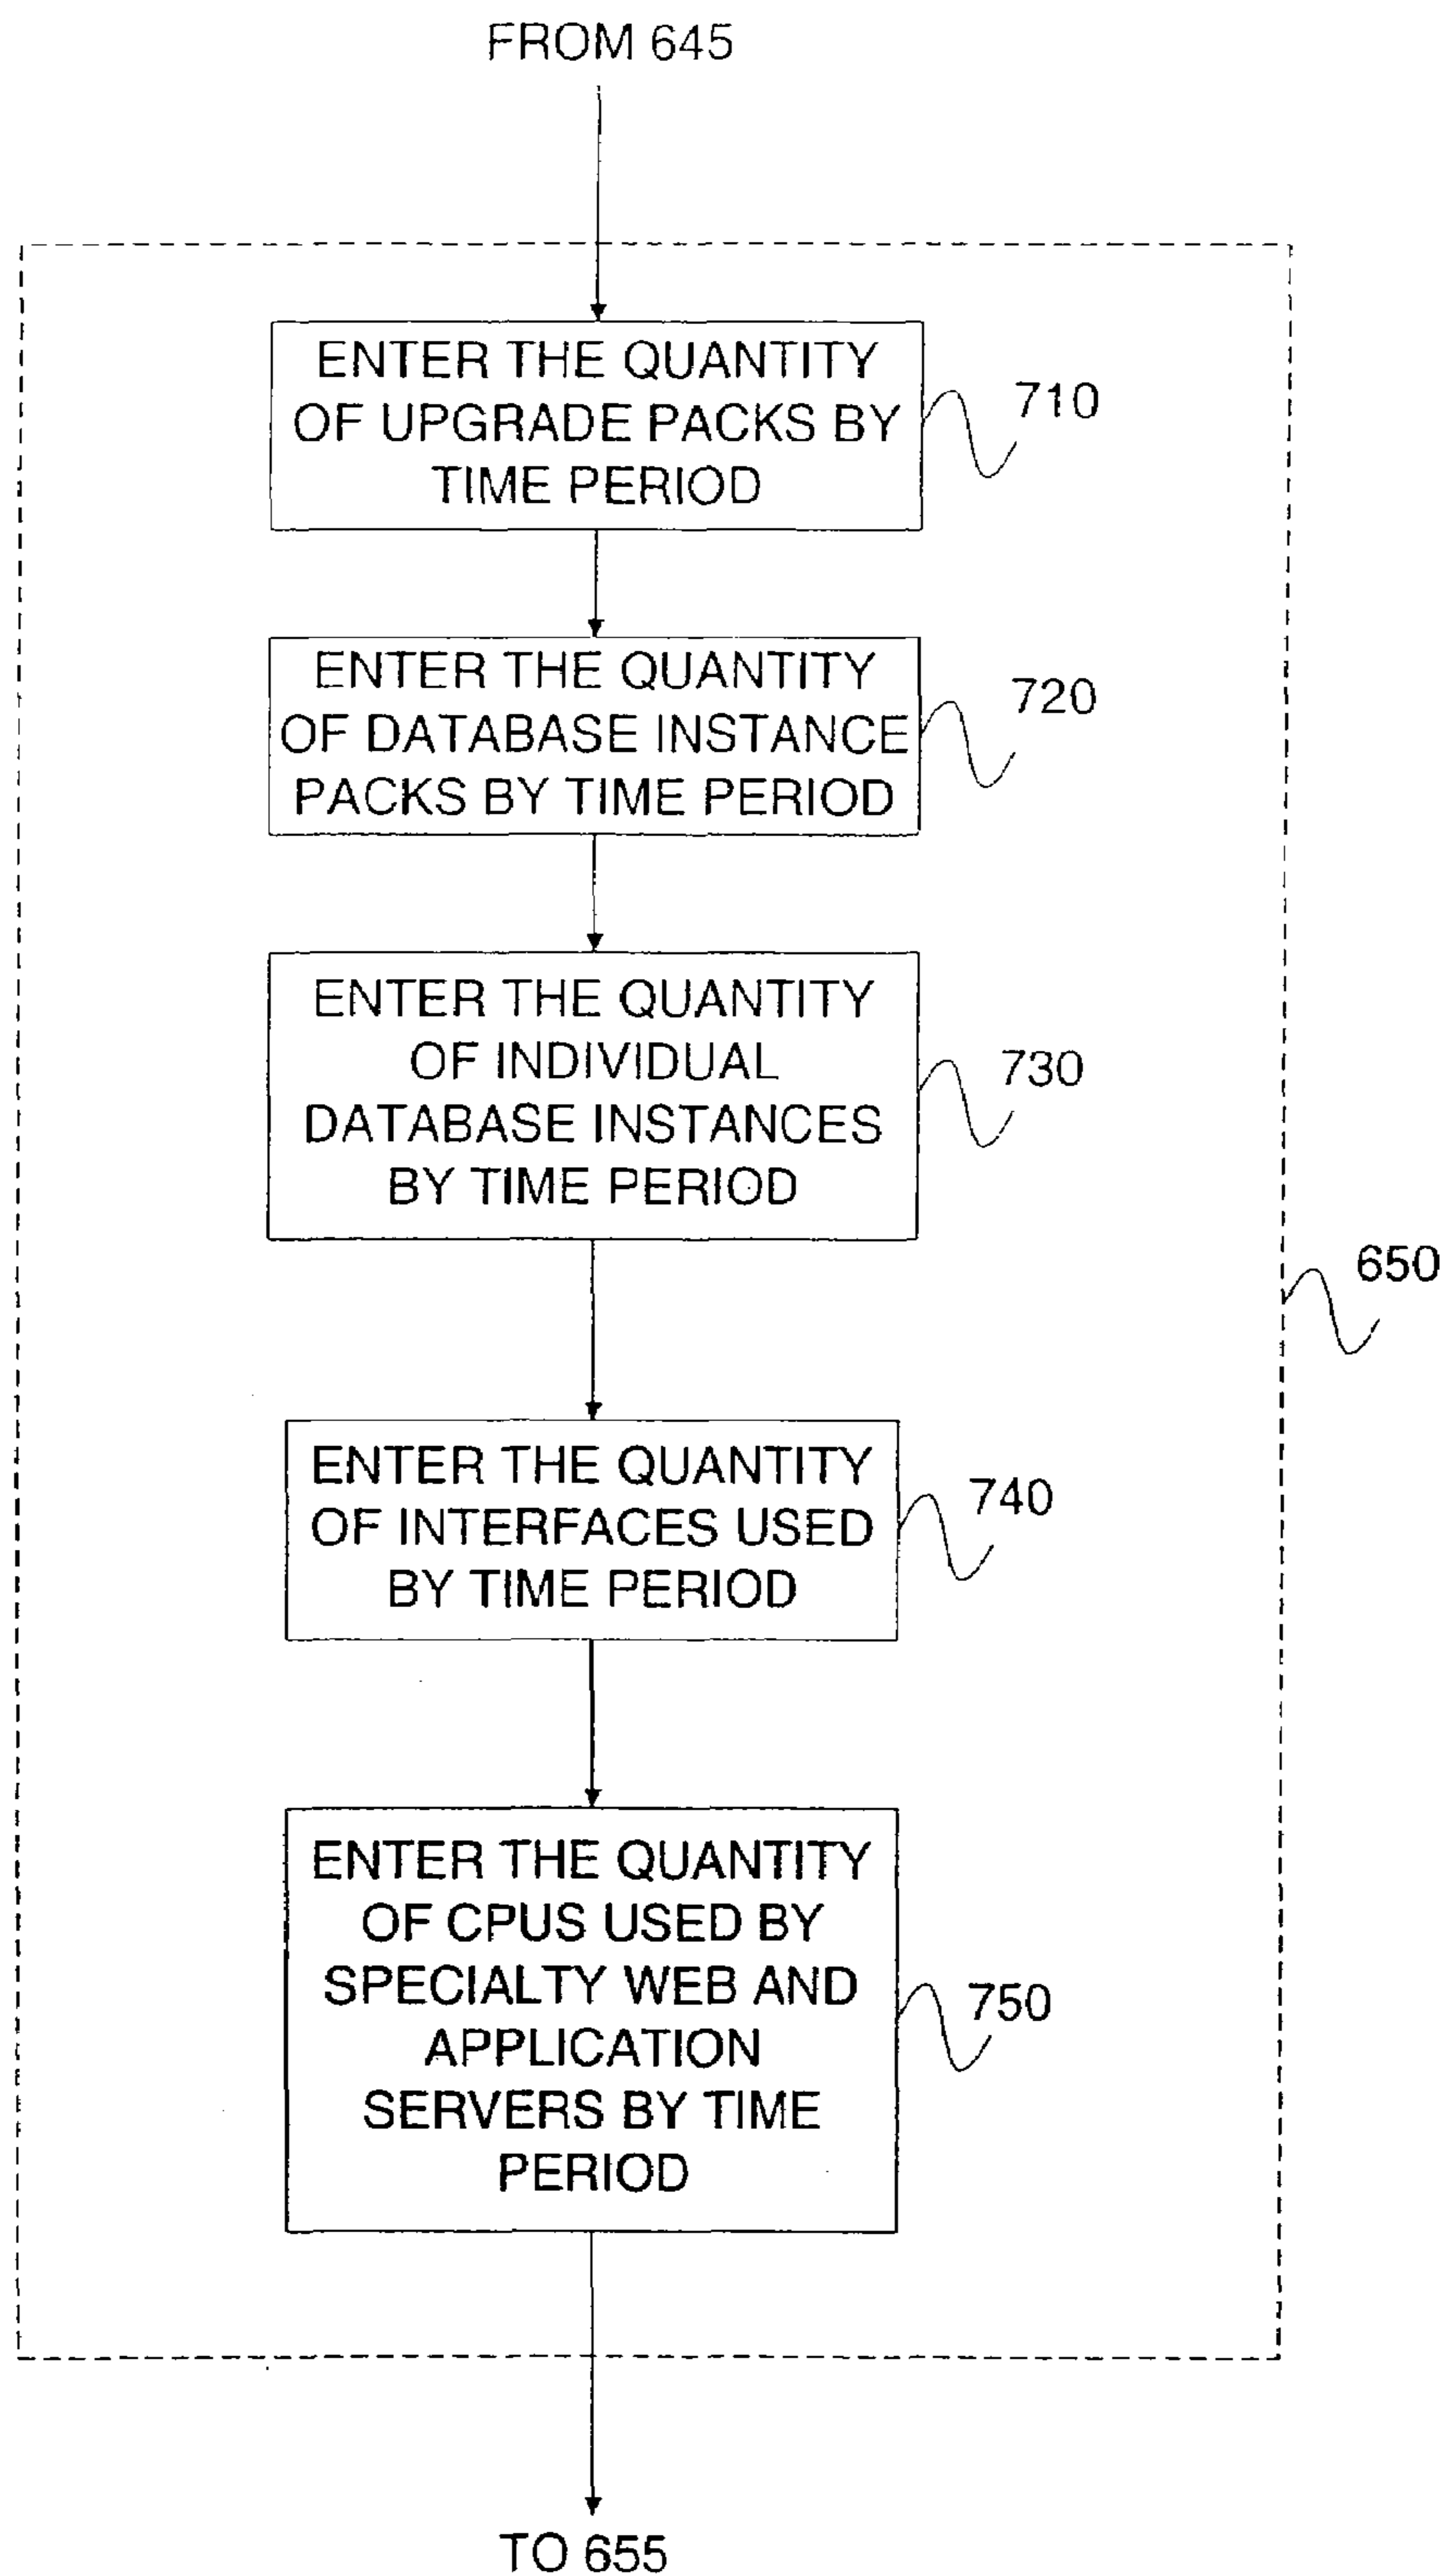 FROM 645
ENTER THE QUANTITY
OF UPGRADE PACKS BY
TIME PERIOD
710
ENTER THE QUANTITY
OF DATABASE INSTANCE
PACKS BY TIME PERIOD
720
ENTER THE QUANTITY
OF INDIVIDUAL
DATABASE INSTANCES
BY TIME PERIOD
730
650
ENTER THE QUANTITY
OF INTERFACES USED
BY TIME PERIOD
740
ENTER THE QUANTITY
OF CPUS USED BY
SPECIALTY WEB AND
APPLICATION
SERVERS BY TIME
PERIOD
750
TO 655